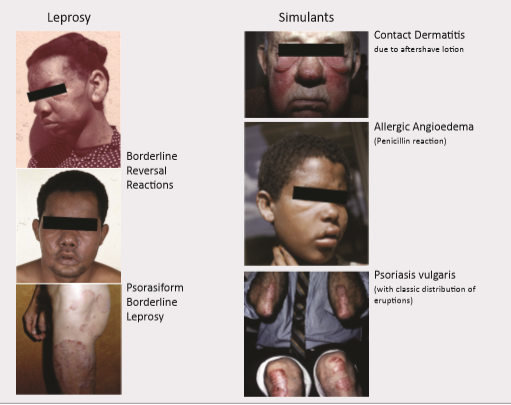 Leprosy
Borderline
Reversal
Reactions
Psorasiform
Borderline
Leprosy
Simulants
Contact Dermatitis
due to aftershave lotion
Allergic Angioedema
(Penicillin reaction)
Psoriasis vulgaris
(with classic distribution of
eruptions)